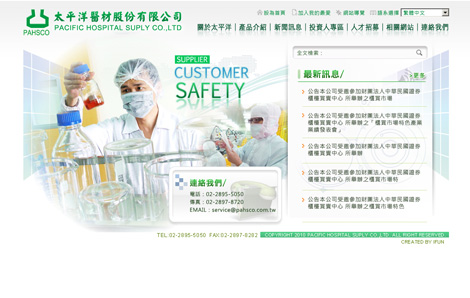 設為首頁 加入我的最愛 網站導覽 語系選擇 繁體中文
太平洋醫材股份有限公司
PACIFIC HOSPITAL SUPLY CO.,LTD
PAHSCO
關於太平洋 | 產品介紹 | 新聞訊息 | 投資人專區 | 人才招募 | 相關網站 | 連絡我們
全文檢索：
SUPPLIER
CUSTOMER
SAFETY
最新訊息/
更多
公告本公司受邀參加財團法人中華民國證券
櫃檯買賣中心 所舉辦之櫃買市場
公告本公司受邀參加財團法人中華民國證券
櫃檯買賣中心 所舉辦之「櫃買市場特色產業
業績發表會」
公告本公司受邀參加財團法人中華民國證券
櫃檯買賣中心 所舉辦
公告本公司受邀參加財團法人中華民國證券
櫃檯買賣中心 所舉辦之櫃買市場特
公告本公司受邀參加財團法人中華民國證券
櫃檯買賣中心 所舉辦之櫃買市場特色
連絡我們/
電話：02-2895-5050
傳真：02-2897-8720
EMAIL：service@pahsco.com.tw
TEL:02-2895-5050 FAX:02-2897-8262
COPYRIGHT 2010 PACIFIC HOSPITAL SUPLY CO.,LTD. ALL RIGHT RESERVED
CREATED BY IFUN